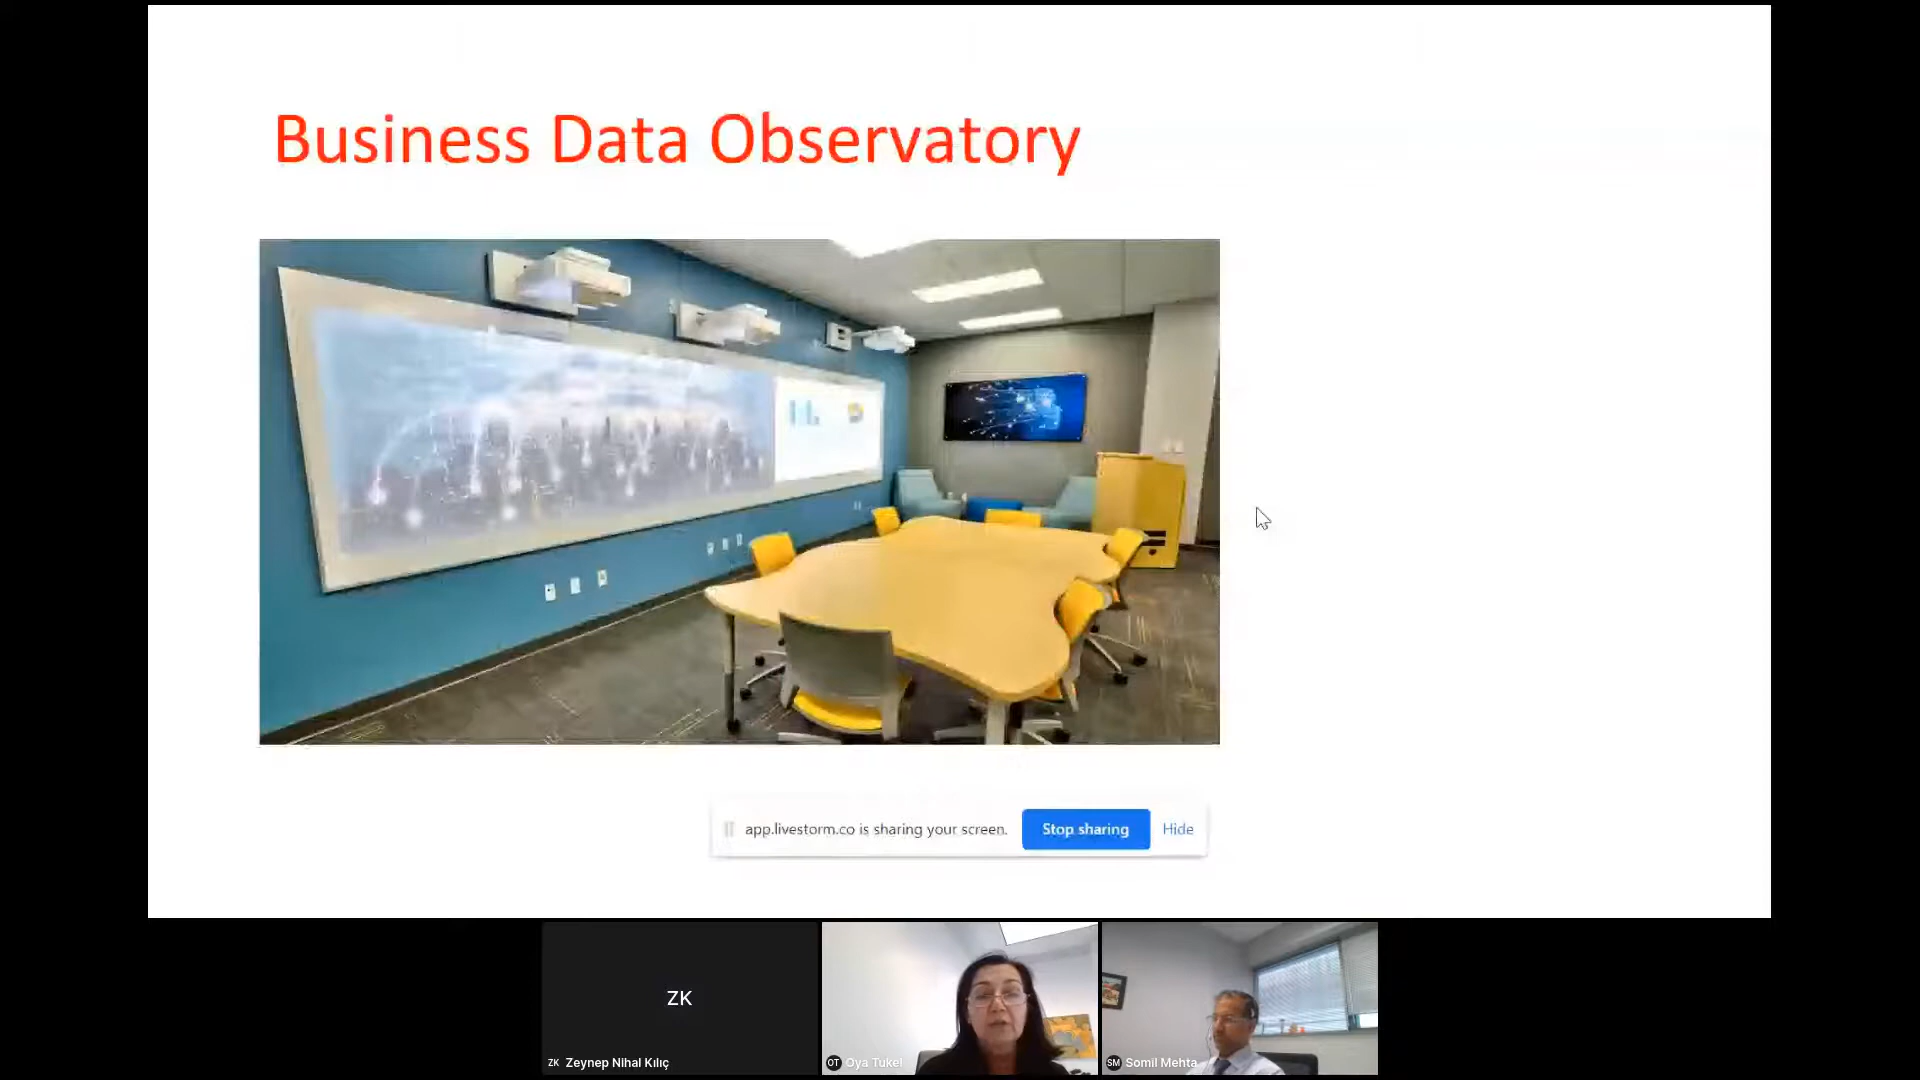 Business Data Observatory
app.livestorm.co is sharing your screen. Stop sharing Hide
ZK
ZK Zeynep Nihal Kılıç
OT Oya Tukel
SM Somil Mehta